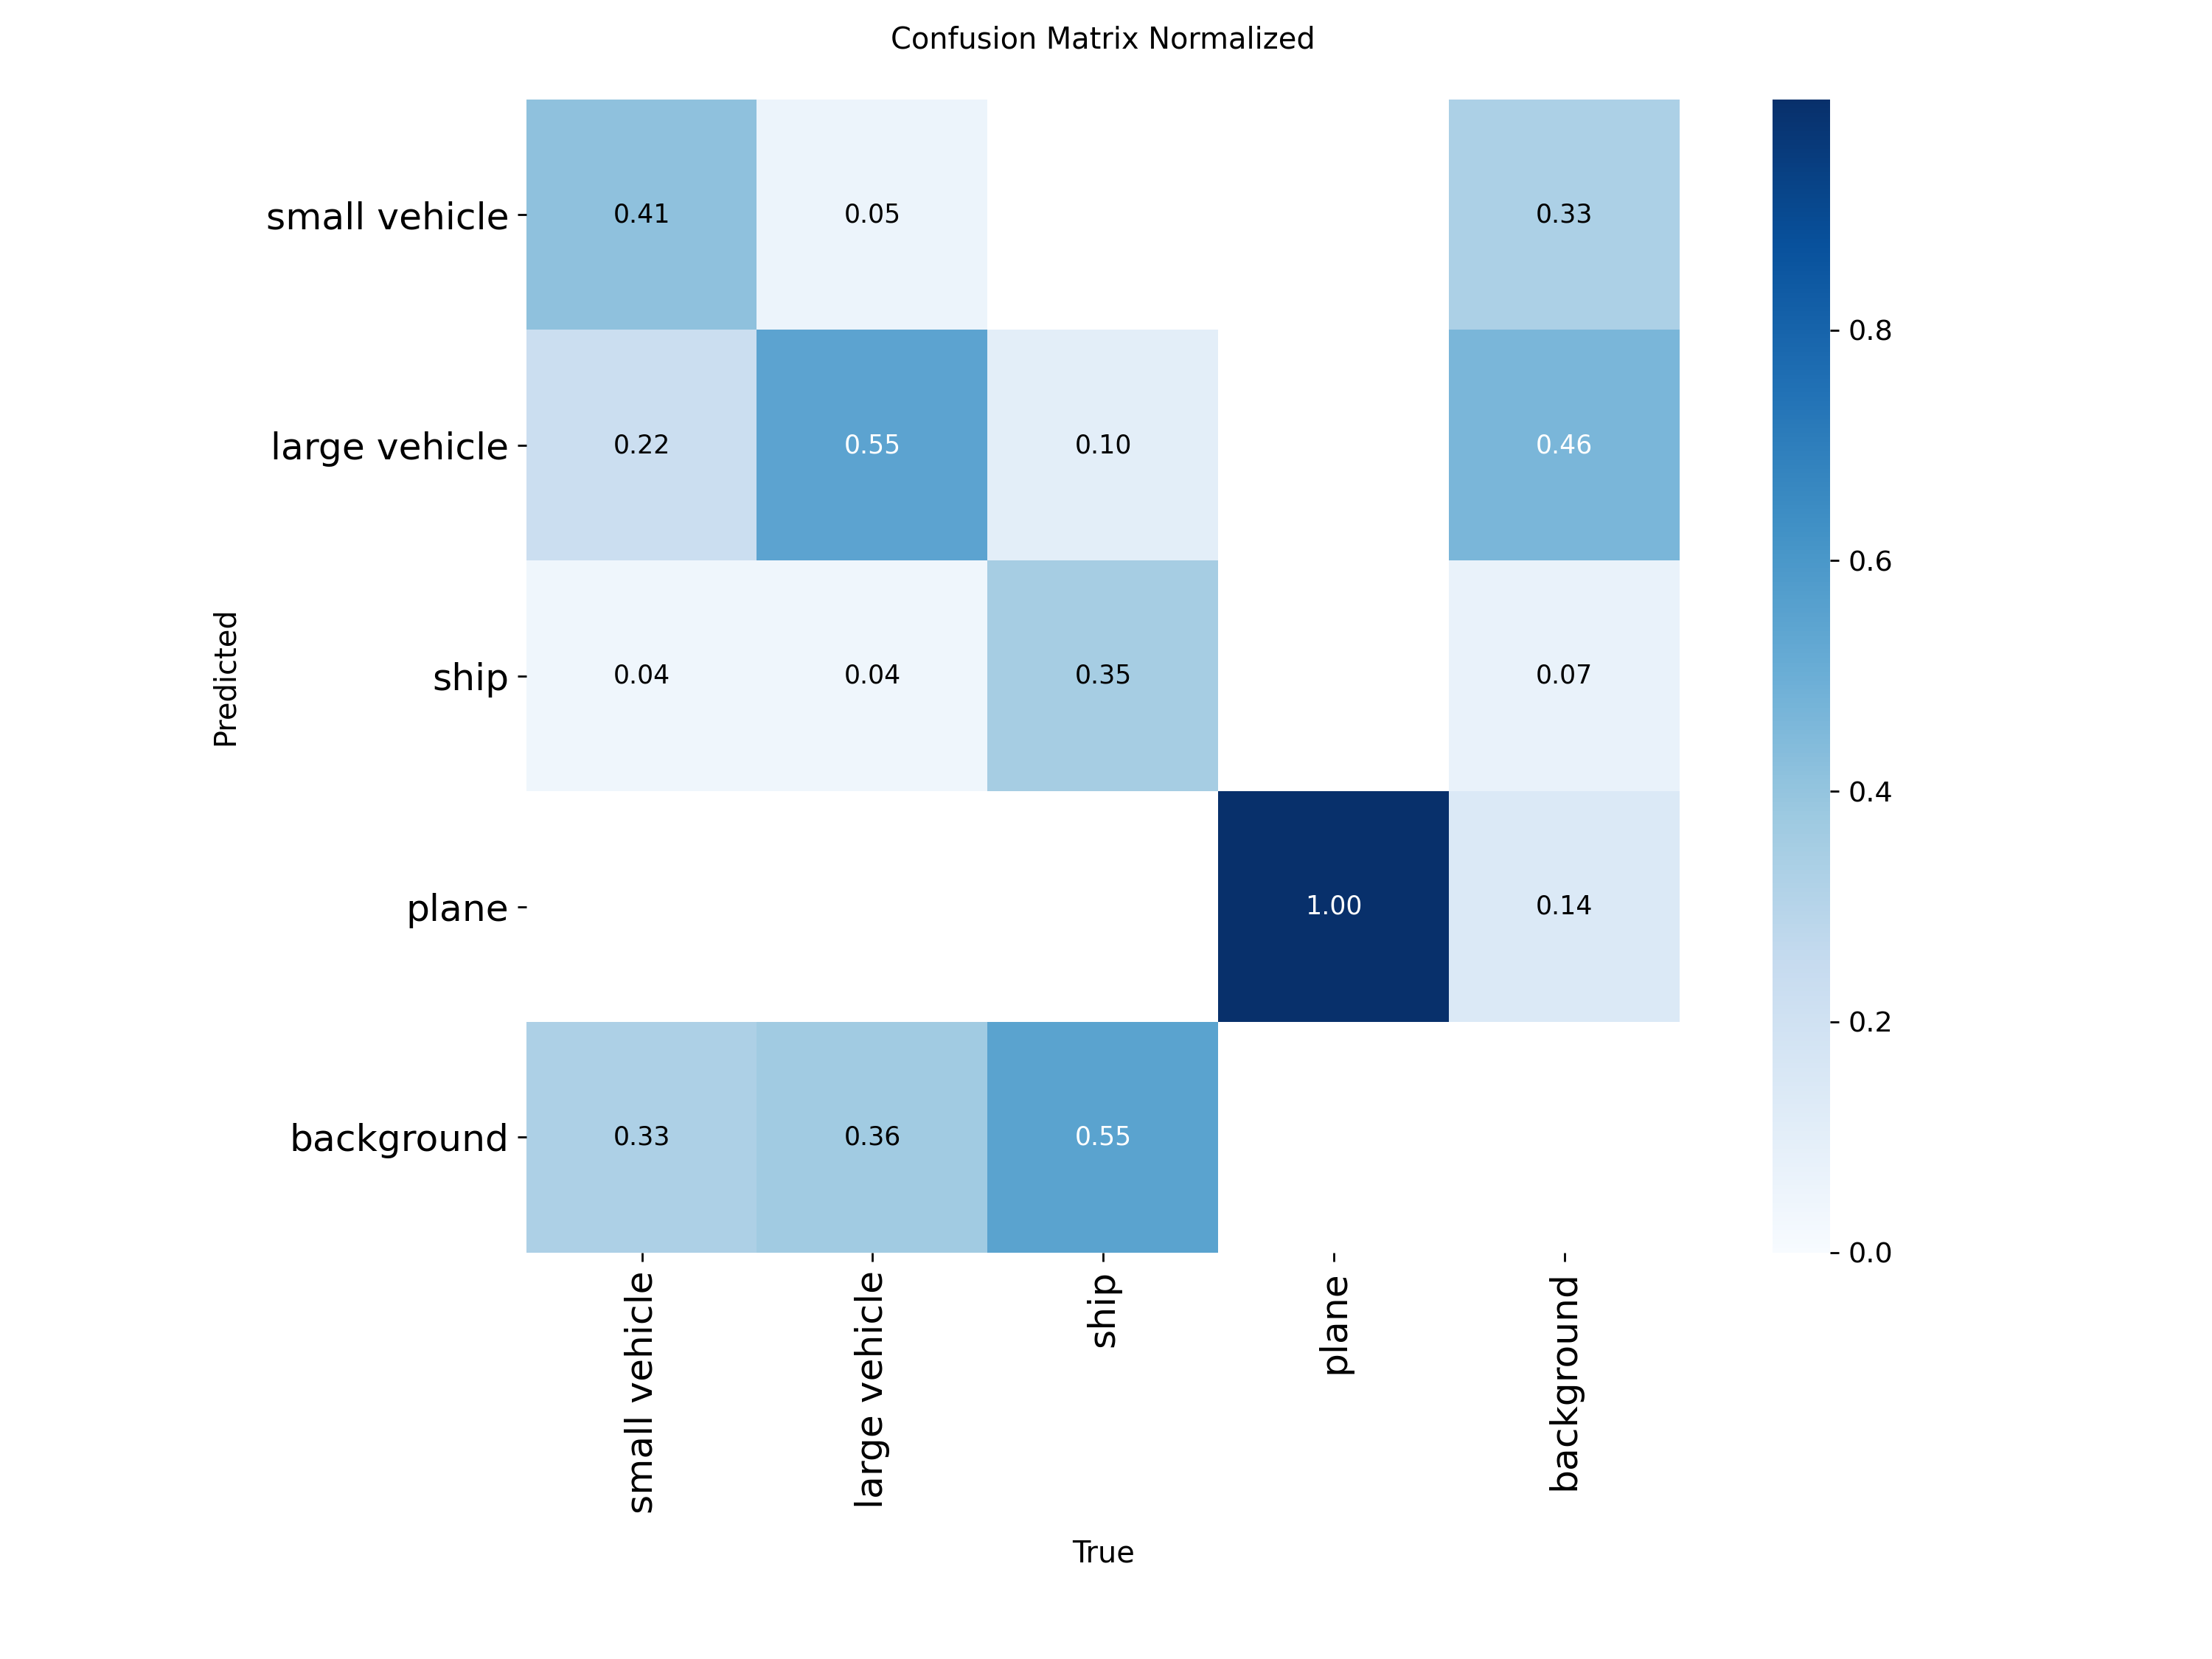 Confusion Matrix Normalized
small vehicle 0.41 0.05 0.33
0.8
large vehicle 0.22 0.55 0.10 0.46
0.6
Predicted
ship 0.04 0.04 0.35 0.07
0.4
plane 1.00 0.14
0.2
background 0.33 0.36 0.55
0.0
small vehicle
large vehicle
ship
plane
background
True